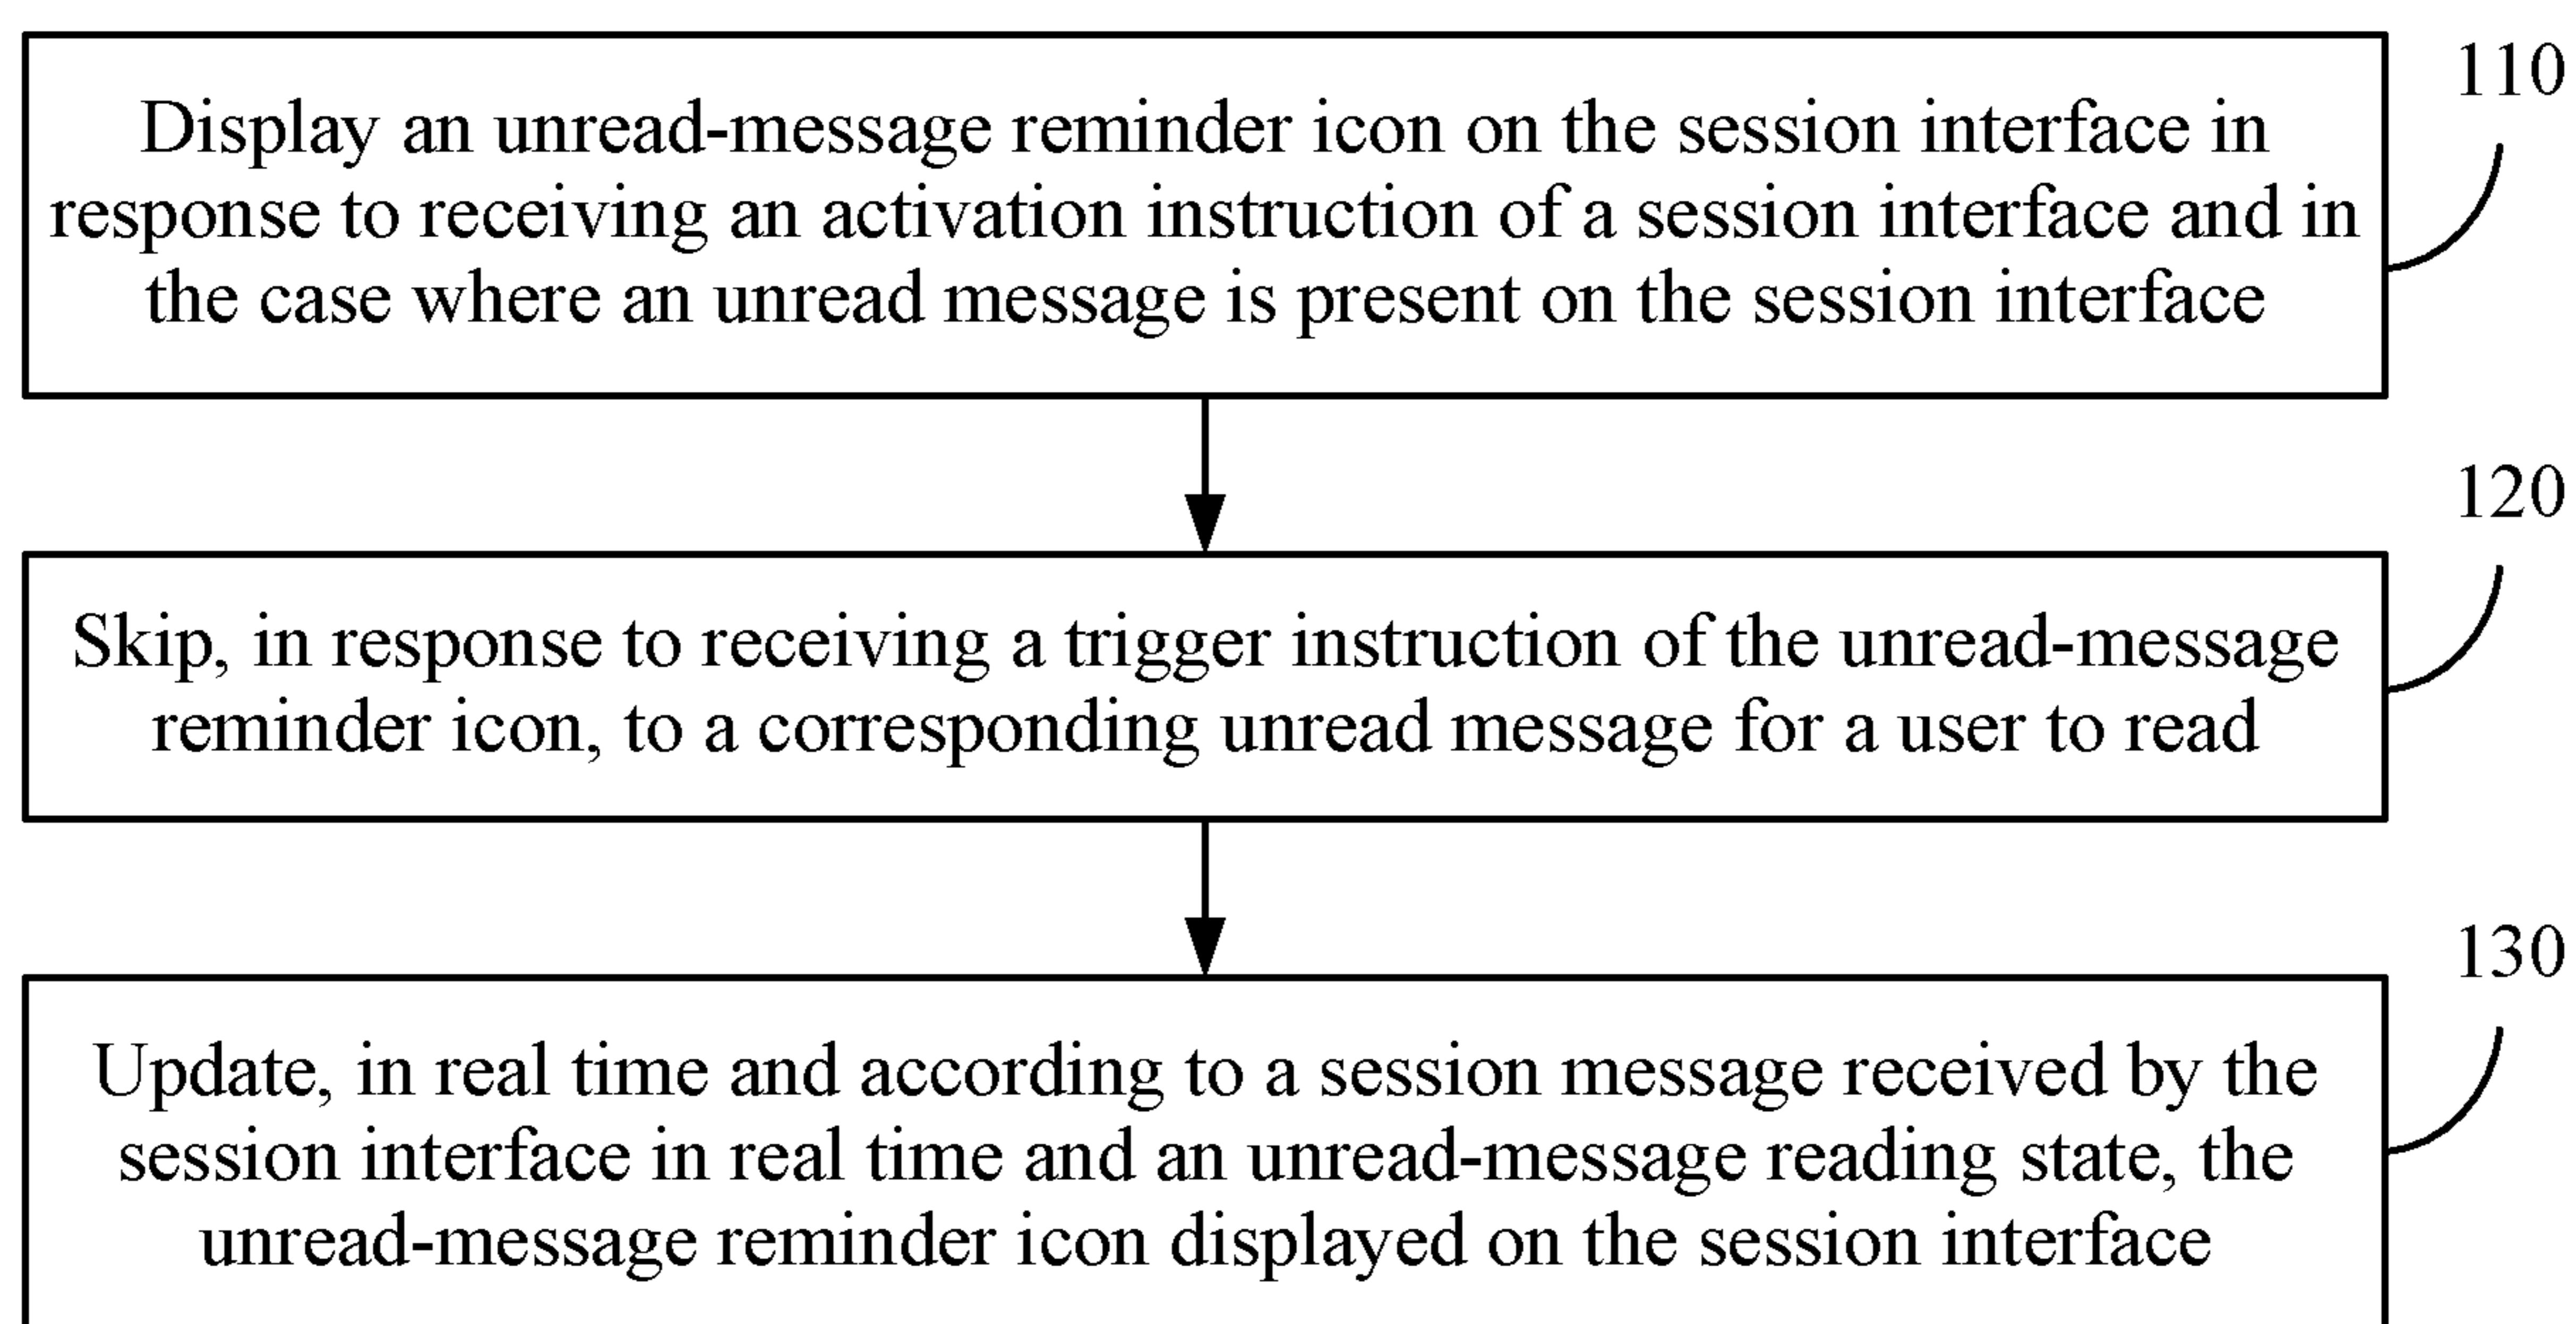 110
Display an unread-message reminder icon on the session interface in
response to receiving an activation instruction of a session interface and in
the case where an unread message is present on the session interface
120
Skip, in response to receiving a trigger instruction of the unread-message
reminder icon, to a corresponding unread message for a user to read
130
Update, in real time and according to a session message received by the
session interface in real time and an unread-message reading state, the
unread-message reminder icon displayed on the session interface